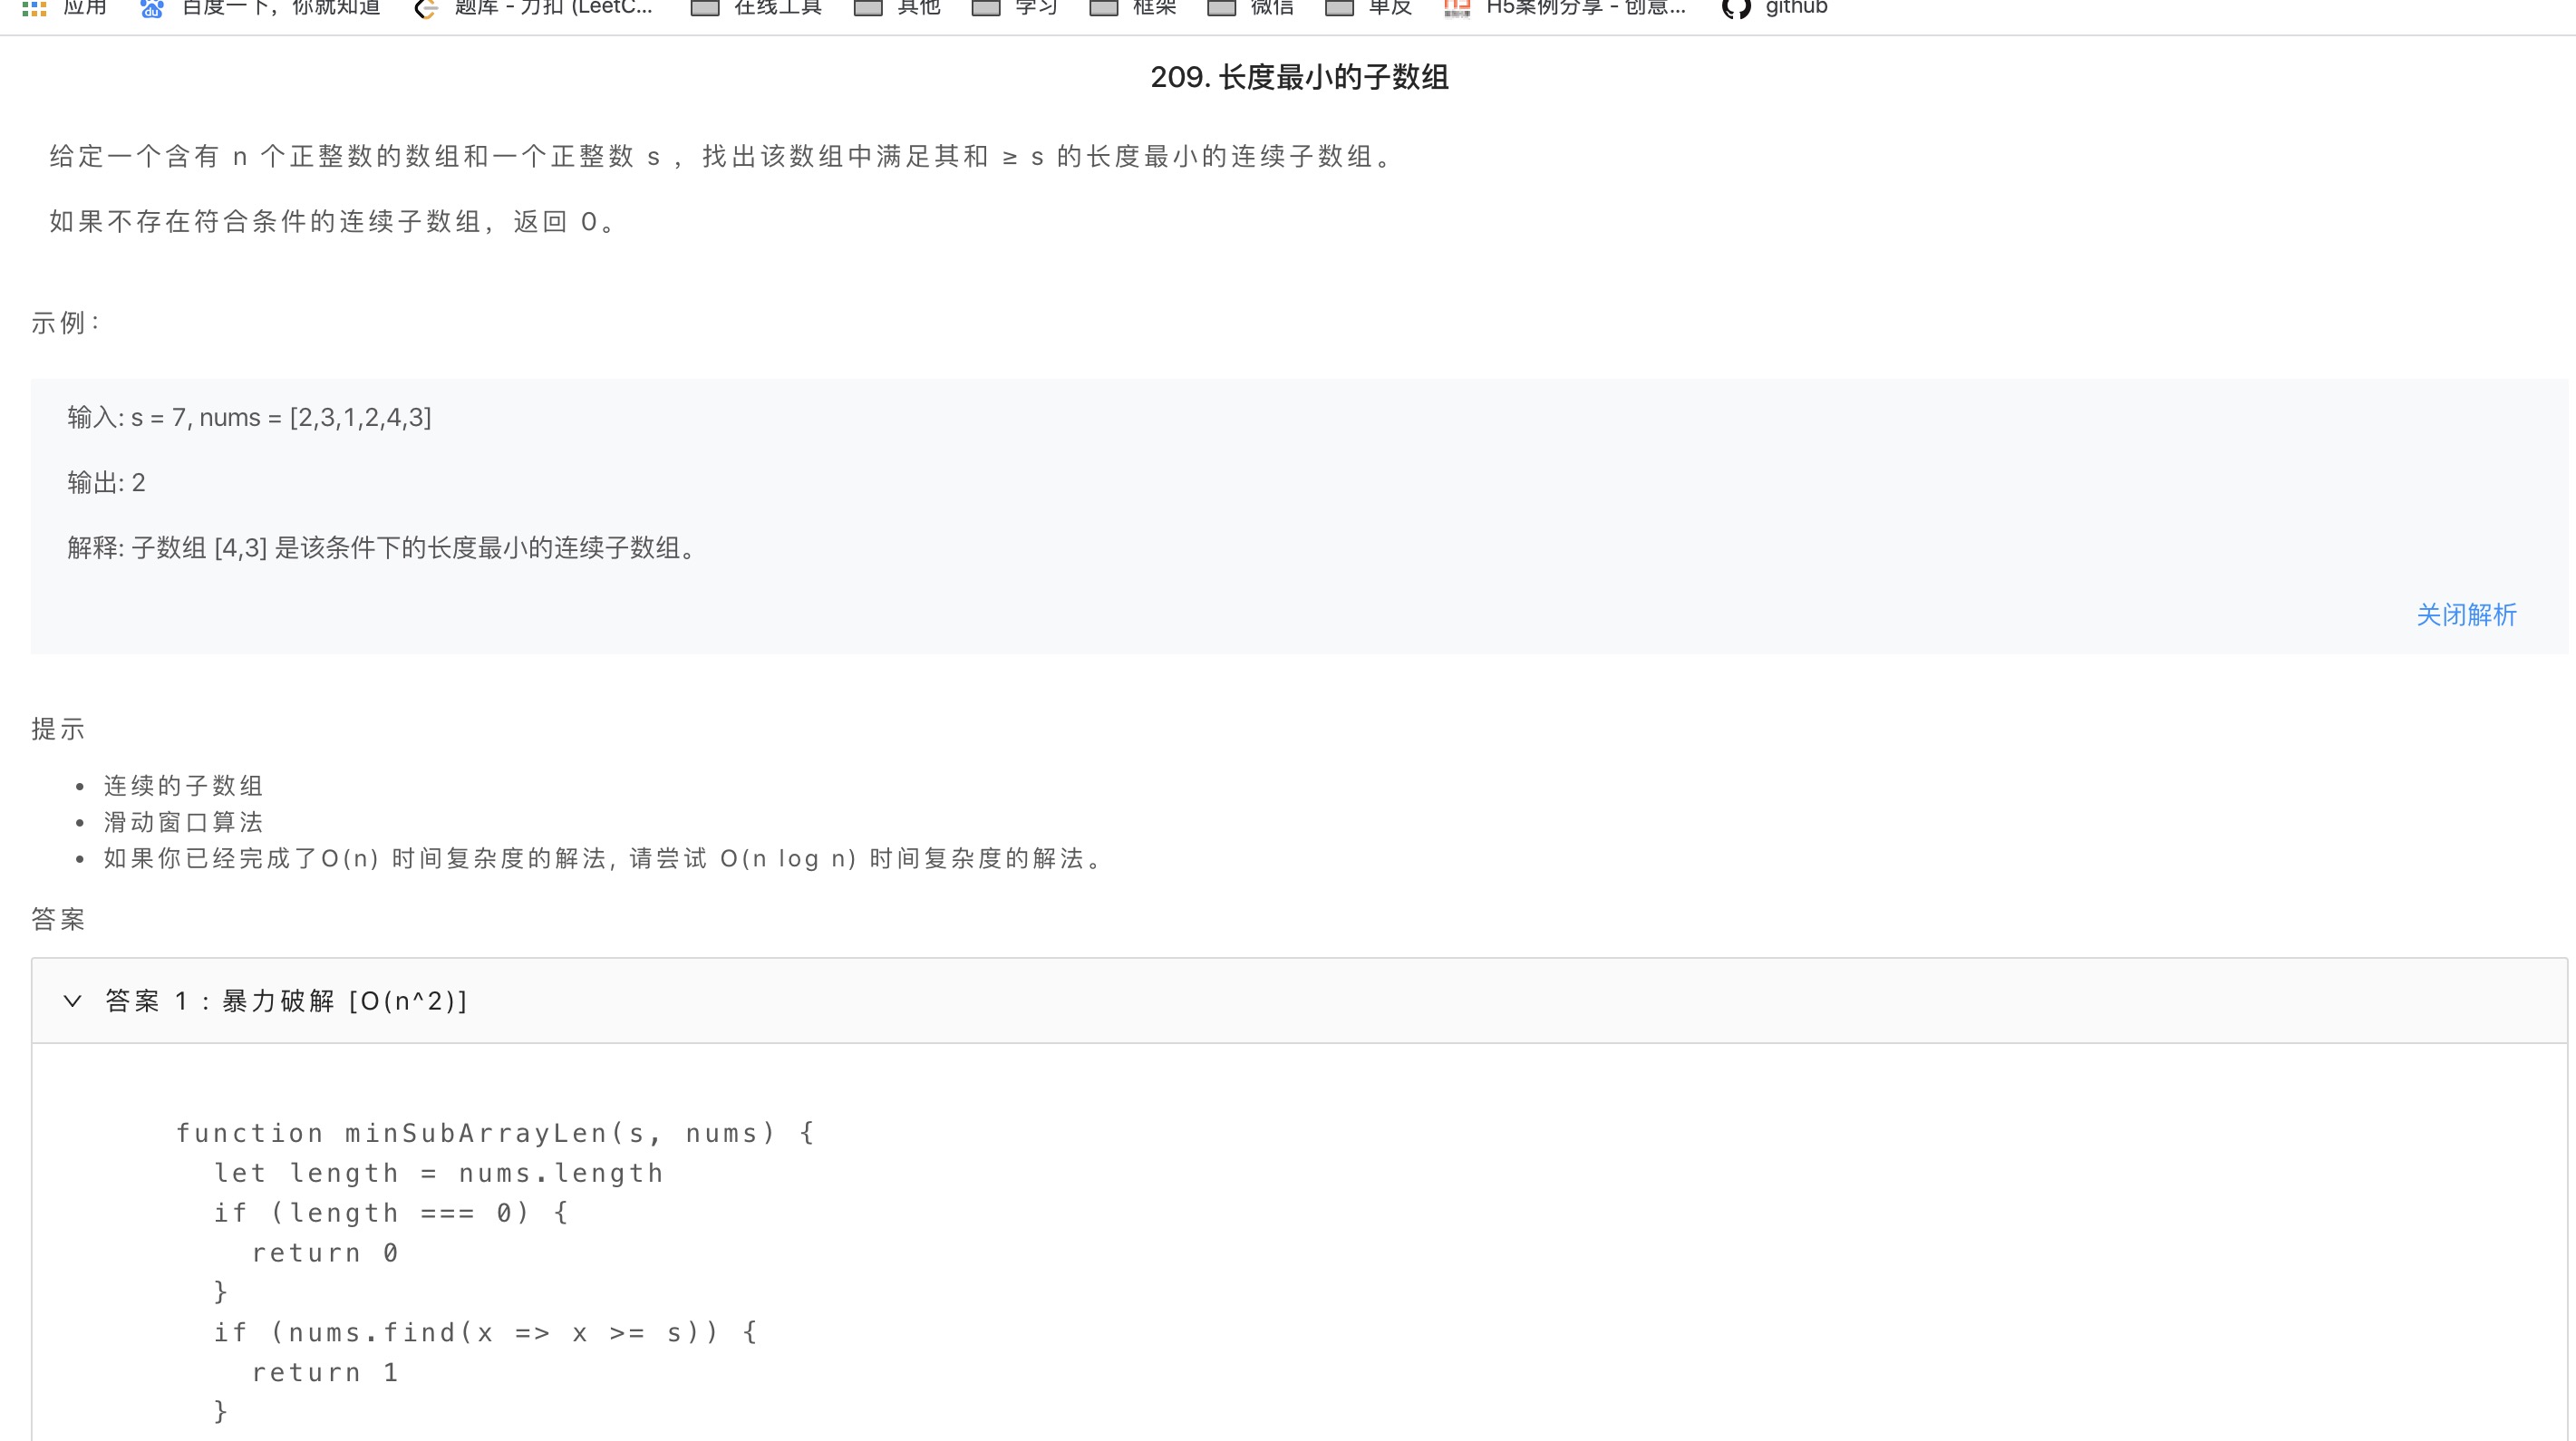 应用 百度一下，你就知道 题库 - 力扣 (LeetC... 在线工具 其他 学习 框架 微信 单反 H5案例分享 - 创意... github
209. 长度最小的子数组
给定一个含有 n 个正整数的数组和一个正整数 s ，找出该数组中满足其和 ≥ s 的长度最小的连续子数组。
如果不存在符合条件的连续子数组，返回 0。
示例：
输入: s = 7, nums = [2,3,1,2,4,3]
输出: 2
解释: 子数组 [4,3] 是该条件下的长度最小的连续子数组。
关闭解析
提示
• 连续的子数组
• 滑动窗口算法
• 如果你已经完成了O(n) 时间复杂度的解法, 请尝试 O(n log n) 时间复杂度的解法。
答案
答案 1 : 暴力破解 [O(n^2)]
function minSubArrayLen(s, nums) {
let length = nums.length
if (length === 0) {
return 0
}
if (nums.find(x => x >= s)) {
return 1
}